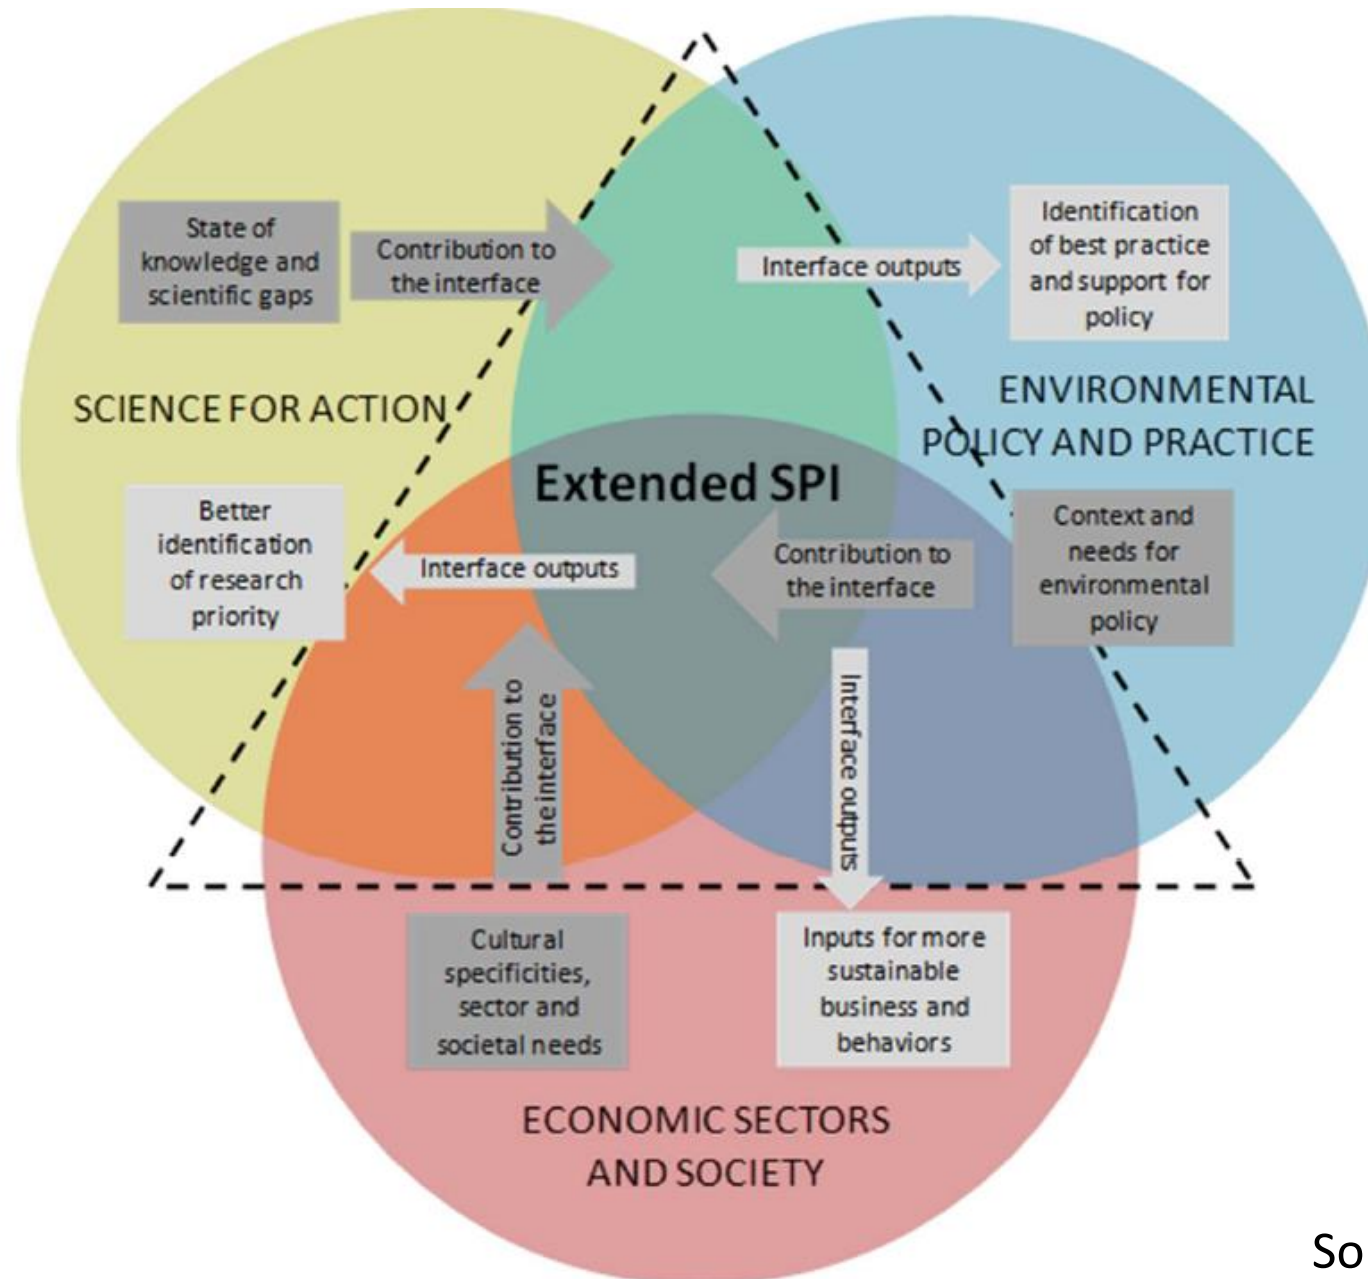 State of
knowledge and
scientific gaps
Contribution to
the interface
Interface outputs
Identification
of best practice
and support for
policy
SCIENCE FOR ACTION
ENVIRONMENTAL
POLICY AND PRACTICE
Extended SPI
Better
identification
of research
priority
Interface outputs
Contribution to
the interface
Context and
needs for
environmental
policy
Contribution to
the interface
Interface outputs
Cultural
specificities,
sector and
societal needs
Inputs for more
sustainable
business and
behaviors
ECONOMIC SECTORS
AND SOCIETY
So